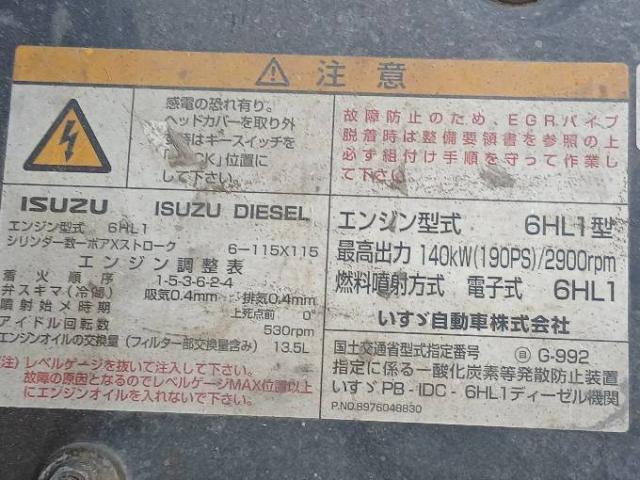 ⚠ 注意
感電の恐れ有り。
ヘッドカバーを取り外
時はキースイッチを
「 CK」位置に
して下さい。
故障防止のため、EGRパイプ
脱着時は整備要領書を参照の上
必ず組付け手順を守って作業し
て下さい。
ISUZU ISUZU DIESEL
エンジン型式 6HL1
シリンダー数ーボアXストローク 6-115X115
エンジン調整表
着火順序 1-5-3-6-2-4
弁スキマ(冷間) 吸気0.4mm 排気0.4mm
噴射始メ時期 上死点前 0°
アイドル回転数 530rpm
エンジンオイルの交換量(フィルター部交換量含み) 13.5L
注)レベルゲージを抜いて注入して下さい。
故障の原因となるのでレベルゲージMAX位置以上
にエンジンオイルを入れないで下さい。
エンジン型式 6HL1型
最高出力 140kW(190PS)/2900rpm
燃料噴射方式 電子式 6HL1
いすゞ自動車株式会社
国土交通省型式指定番号 G-992
指定に係る一酸化炭素等発散防止装置
いすゞPB-IDC-6HL1ディーゼル機関
P.NO.8976048830